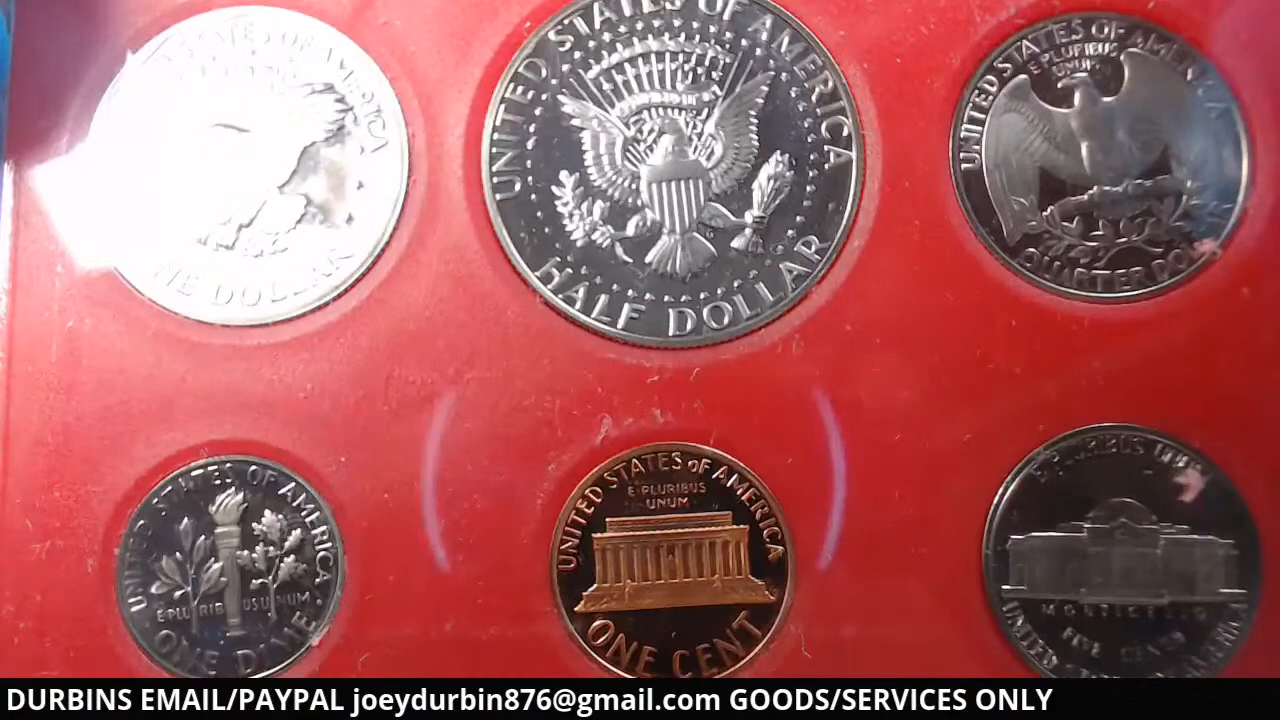 STATES OF AMERICA
ONE DOLLAR
UNITED STATES OF AMERICA
HALF DOLLAR
UNITED STATES OF AMERICA
E PLURIBUS
UNUM
QUARTER
UNITED STATES OF AMERICA
E PLURIBUS UNUM
ONE DIME
UNITED STATES OF AMERICA
E PLURIBUS
UNUM
ONE CENT
E PLURIBUS UNUM
MONTICELLO
FIVE CENTS
UNITED
DURBINS EMAIL/PAYPAL joeydurbin876@gmail.com GOODS/SERVICES ONLY